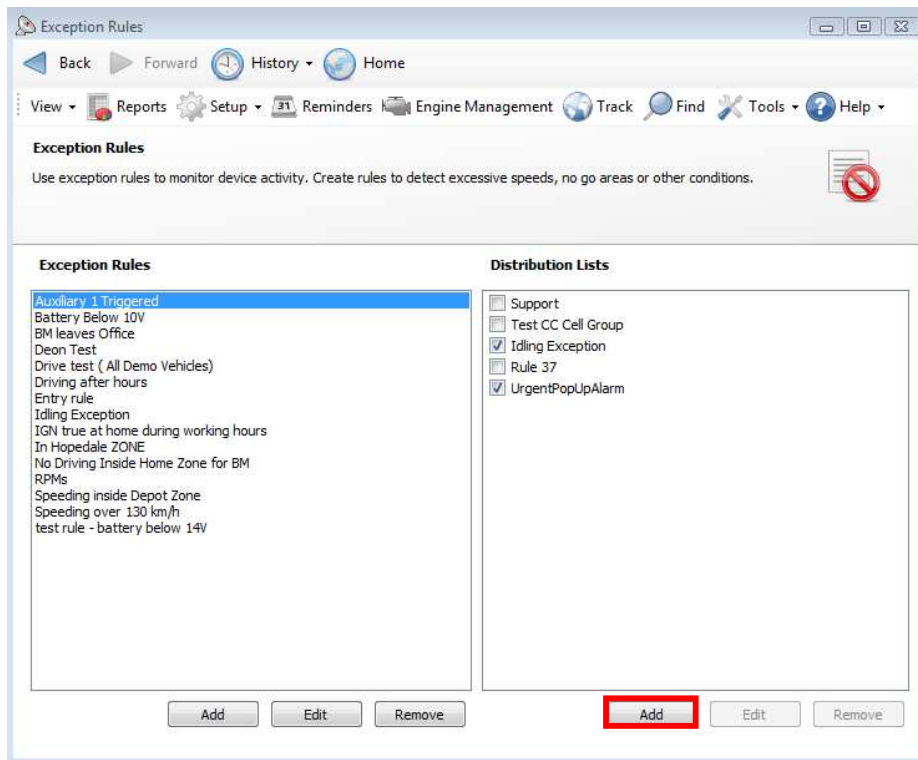 Exception Rules
Back Forward History Home
View 31 Reports Setup Reminders Engine Management Track Find Tools ? Help
Exception Rules
Use exception rules to monitor device activity. Create rules to detect excessive speeds, no go areas or other conditions.
Exception Rules
Auxiliary 1 Triggered
Battery Below 10V
BM leaves Office
Deon Test
Drive test ( All Demo Vehicles)
Driving after hours
Entry rule
Idling Exception
IGN true at home during working hours
In Hopedale ZONE
No Driving Inside Home Zone for BM
RPMs
Speeding inside Depot Zone
Speeding over 130 km/h
test rule - battery below 14V
Add Edit Remove
Distribution Lists
Support
Test CC Cell Group
Idling Exception
Rule 37
UrgentPopUpAlarm
Add Edit Remove